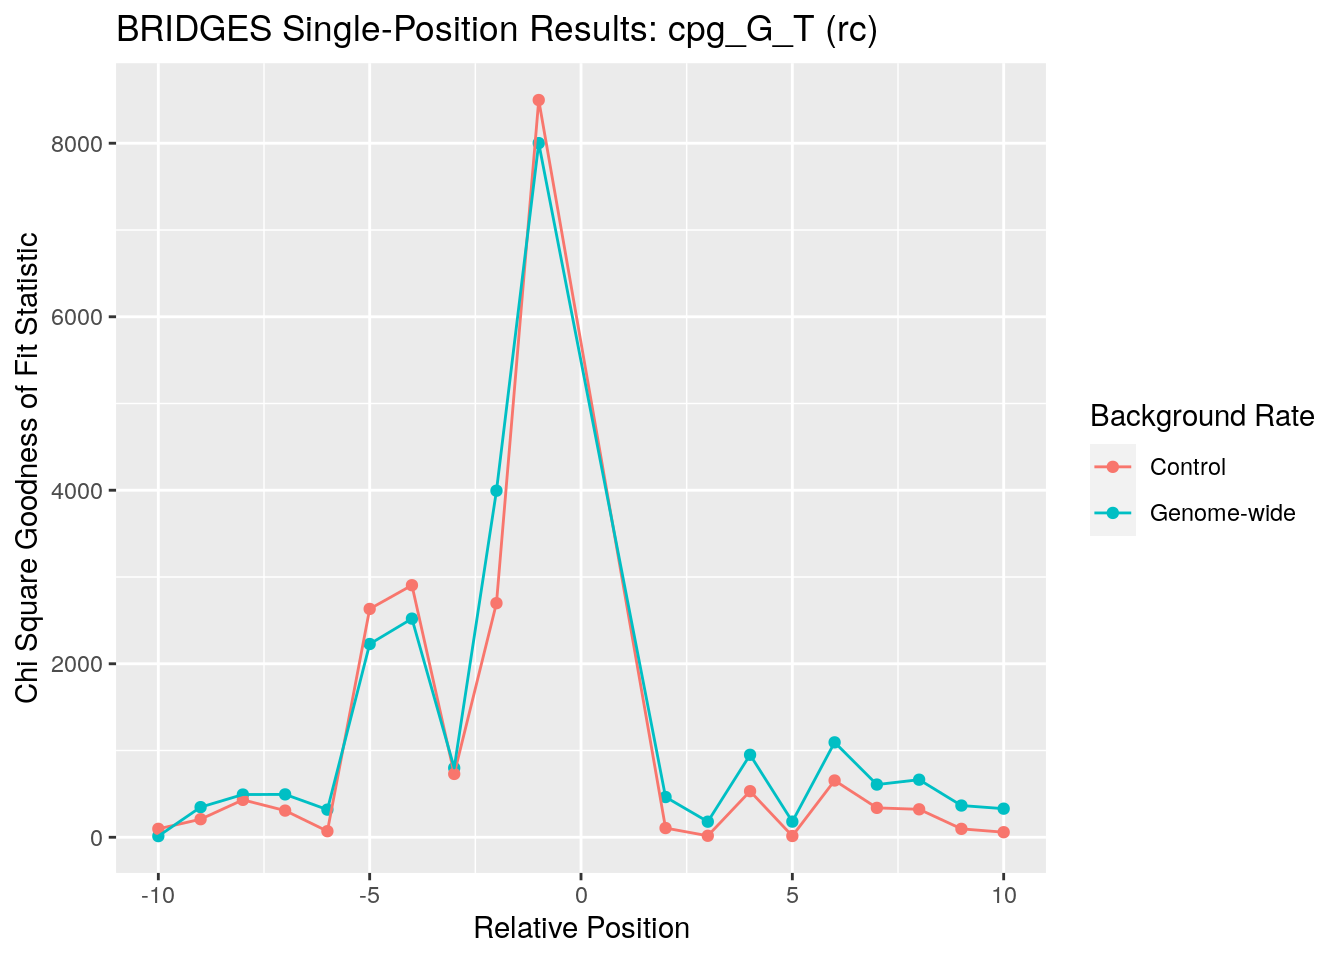 BRIDGES Single-Position Results: cpg_G_T (rc)
Chi Square Goodness of Fit Statistic
8000
6000
4000
2000
0
-10
-5
0
5
10
Relative Position
Background Rate
Control
Genome-wide